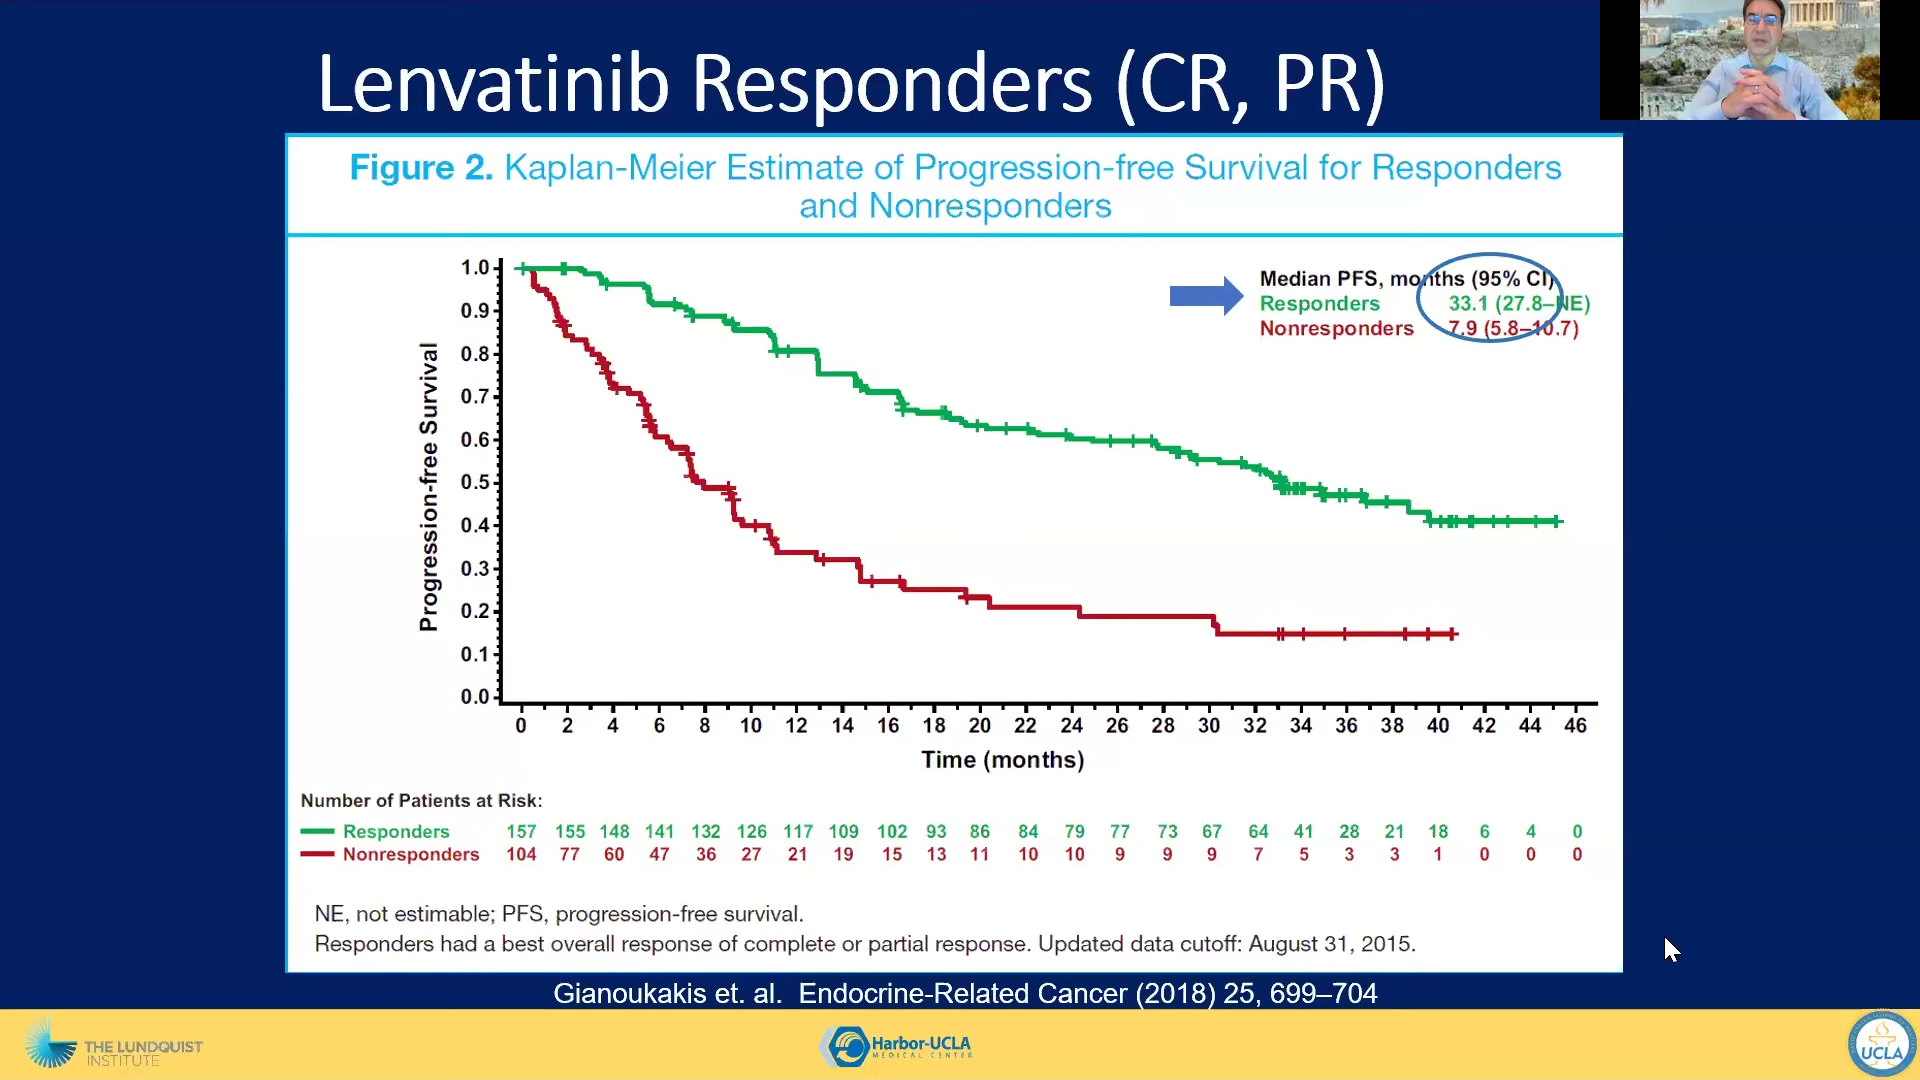 Lenvatinib Responders (CR, PR)
Figure 2. Kaplan-Meier Estimate of Progression-free Survival for Responders
and Nonresponders
Median PFS, months (95% CI)
Responders 33.1 (27.8–NE)
Nonresponders 7.9 (5.8–10.7)
Progression-free Survival
1.0
0.9
0.8
0.7
0.6
0.5
0.4
0.3
0.2
0.1
0.0
0 2 4 6 8 10 12 14 16 18 20 22 24 26 28 30 32 34 36 38 40 42 44 46
Time (months)
Number of Patients at Risk:
Responders 157 155 148 141 132 126 117 109 102 93 86 84 79 77 73 67 64 41 28 21 18 6 4 0
Nonresponders 104 77 60 47 36 27 21 19 15 13 11 10 10 9 9 9 7 5 3 3 1 0 0 0
NE, not estimable; PFS, progression-free survival.
Responders had a best overall response of complete or partial response. Updated data cutoff: August 31, 2015.
Gianoukakis et. al. Endocrine-Related Cancer (2018) 25, 699–704
THE LUNDQUIST
INSTITUTE
Harbor-UCLA
MEDICAL CENTER
UCLA